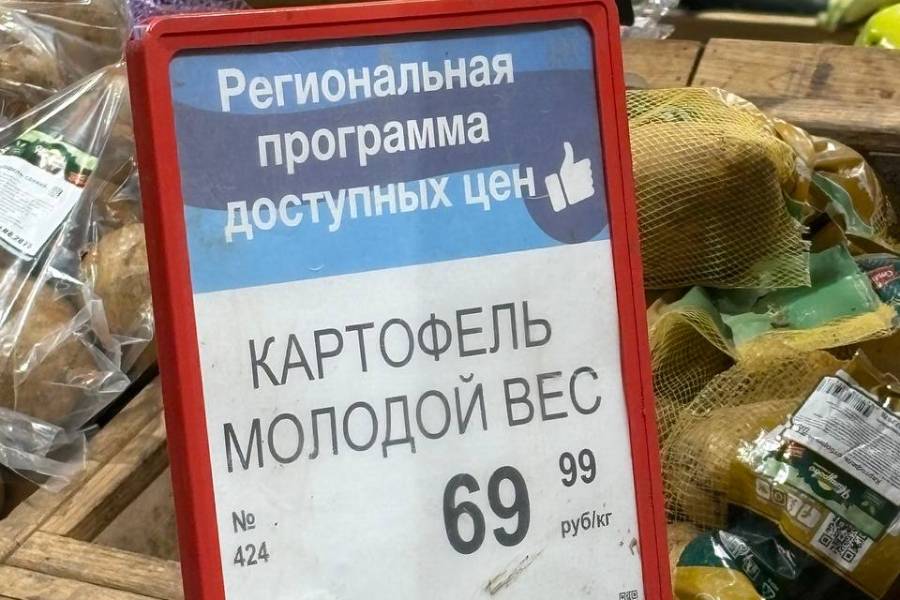 Региональная
программа
доступных цен
КАРТОФЕЛЬ
МОЛОДОЙ ВЕС
69 99
руб/кг
№
424